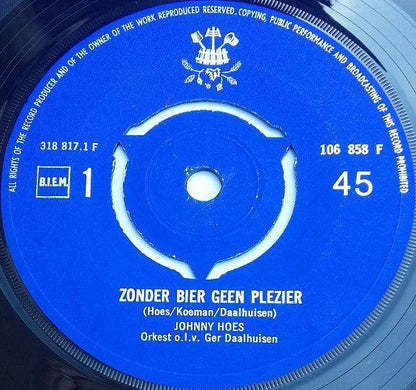 ALL RIGHTS OF THE RECORD PRODUCER AND OF THE OWNER OF THE WORK REPRODUCED RESERVED. COPYING, PUBLIC PERFORMANCE AND BROADCASTING OF THIS RECORD PROHIBITED
318 817.1 F
106 858 F
B.I.E.M.
1
45
ZONDER BIER GEEN PLEZIER
(Hoes/Koeman/Daalhuisen)
JOHNNY HOES
Orkest o.l.v. Ger Daalhuisen